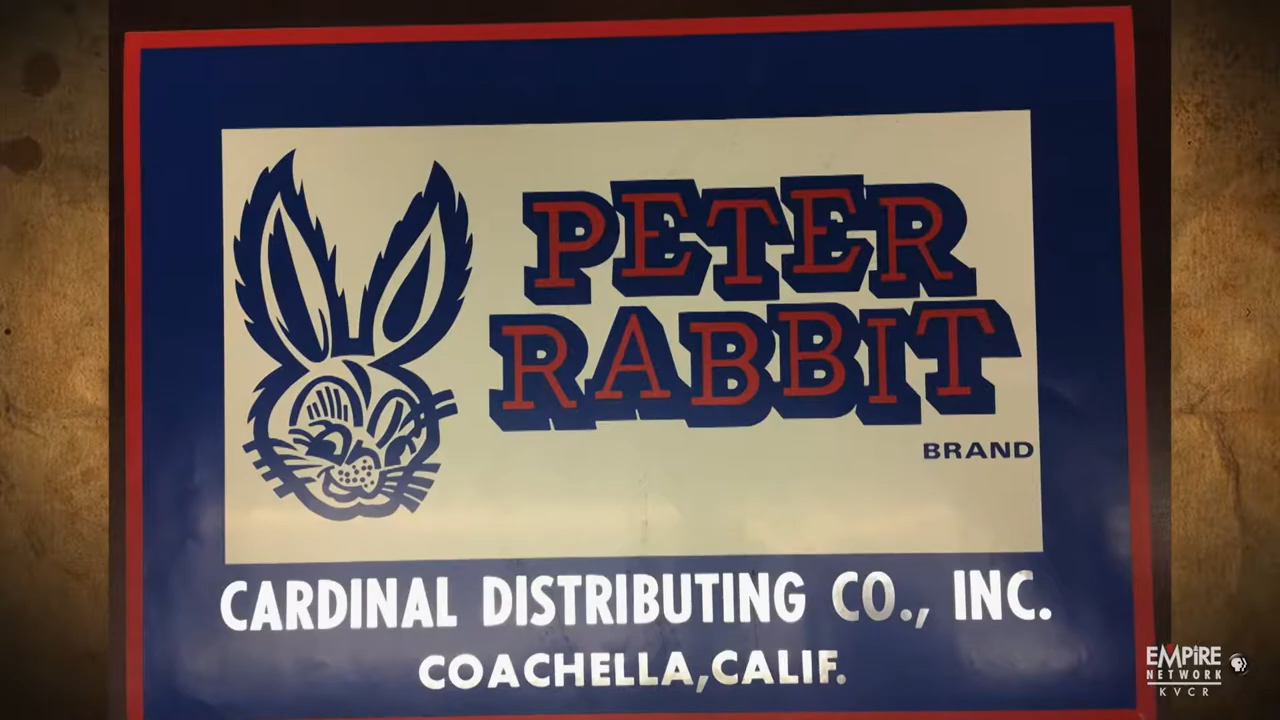 PETER
RABBIT
BRAND
CARDINAL DISTRIBUTING CO., INC.
COACHELLA, CALIF.
EMPIRE
NETWORK
KVCR